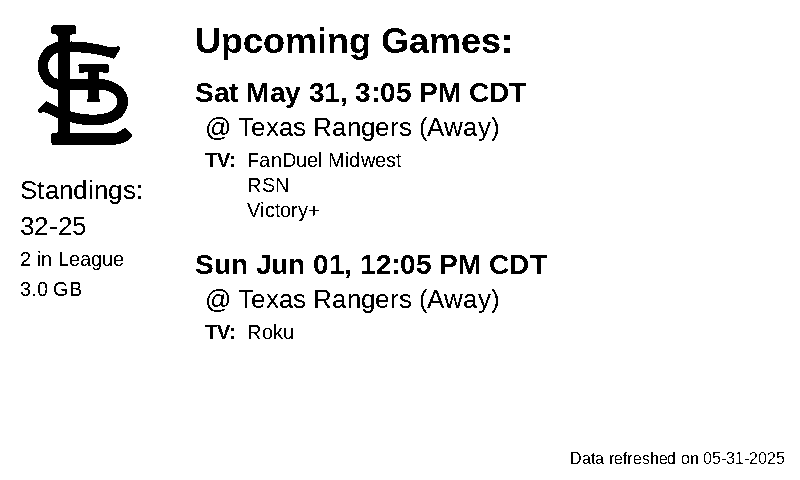 STL
Upcoming Games:
Sat May 31, 3:05 PM CDT
@ Texas Rangers (Away)
TV: FanDuel Midwest
RSN
Victory+
Standings:
32-25
2 in League
3.0 GB
Sun Jun 01, 12:05 PM CDT
@ Texas Rangers (Away)
TV: Roku
Data refreshed on 05-31-2025